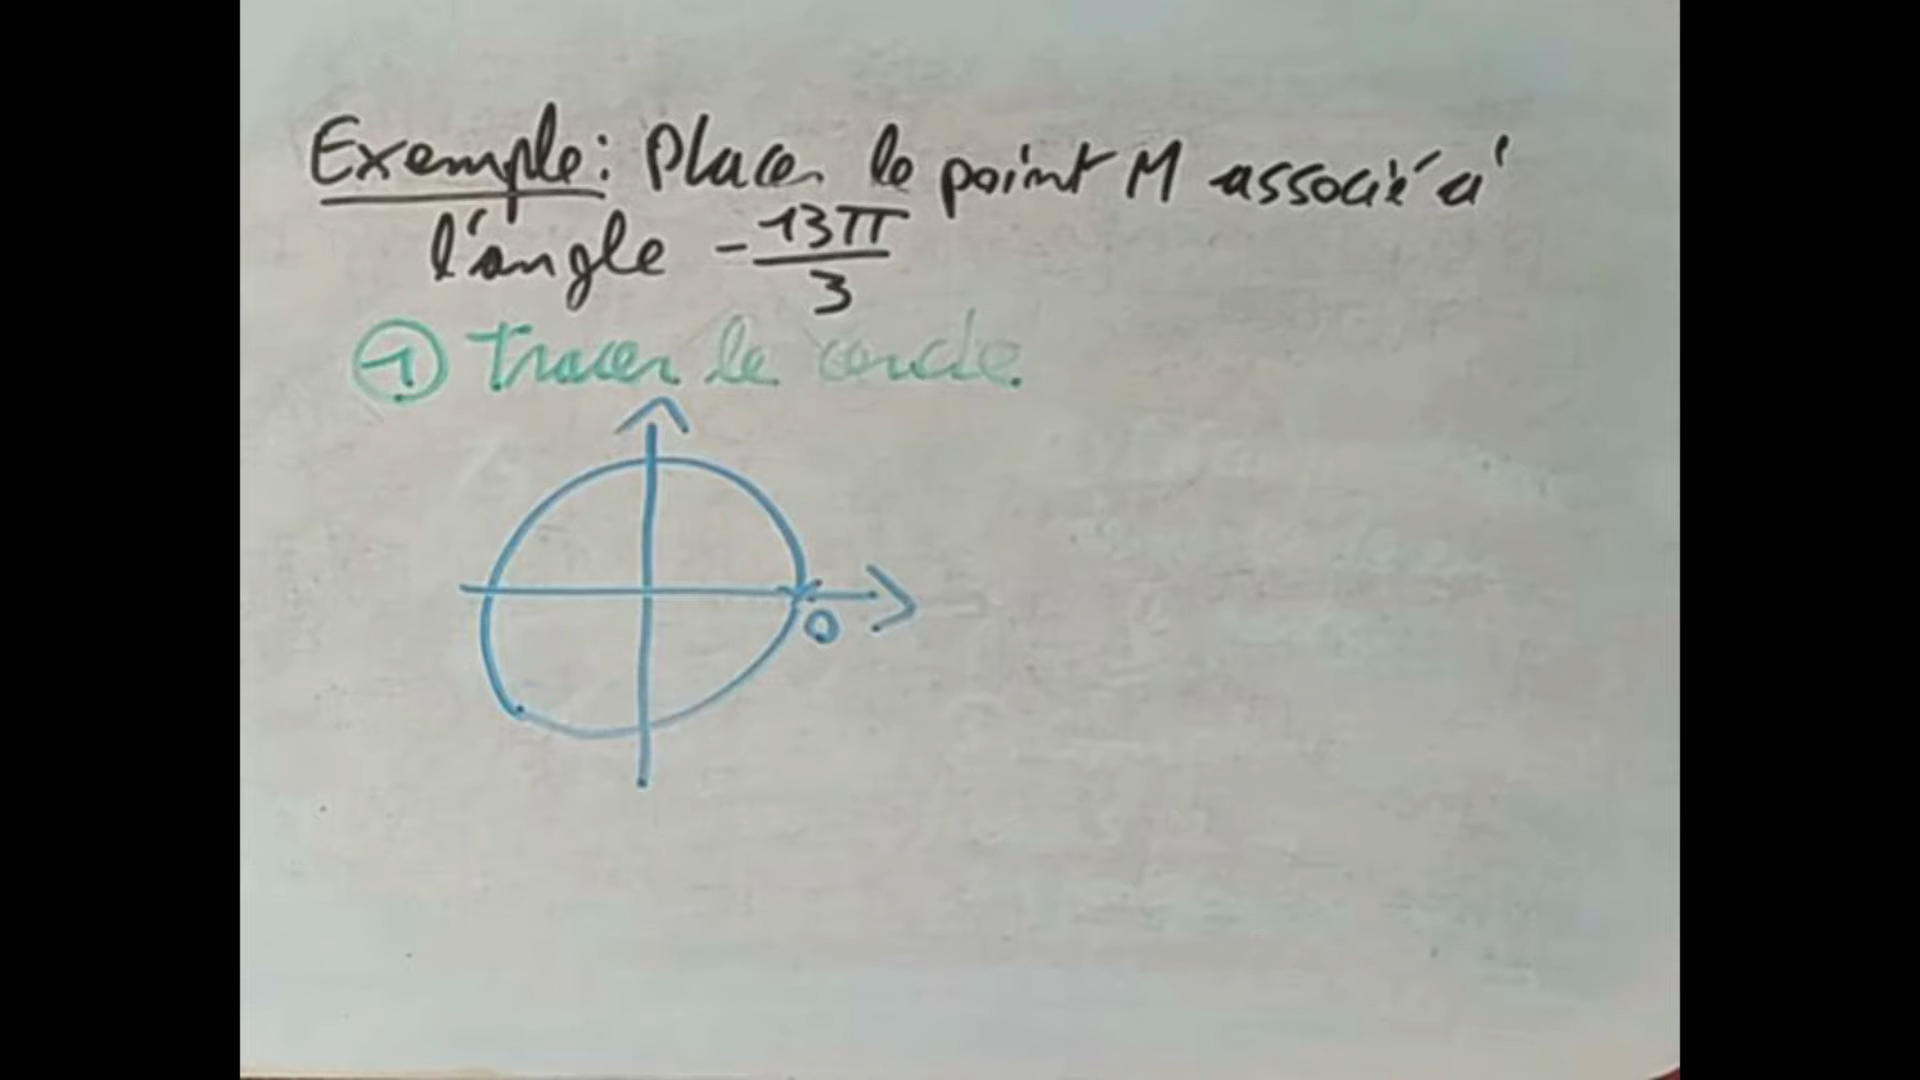 Exemple: Placer le point M associé à
l'angle -13π/3
① Tracer le cercle.
0